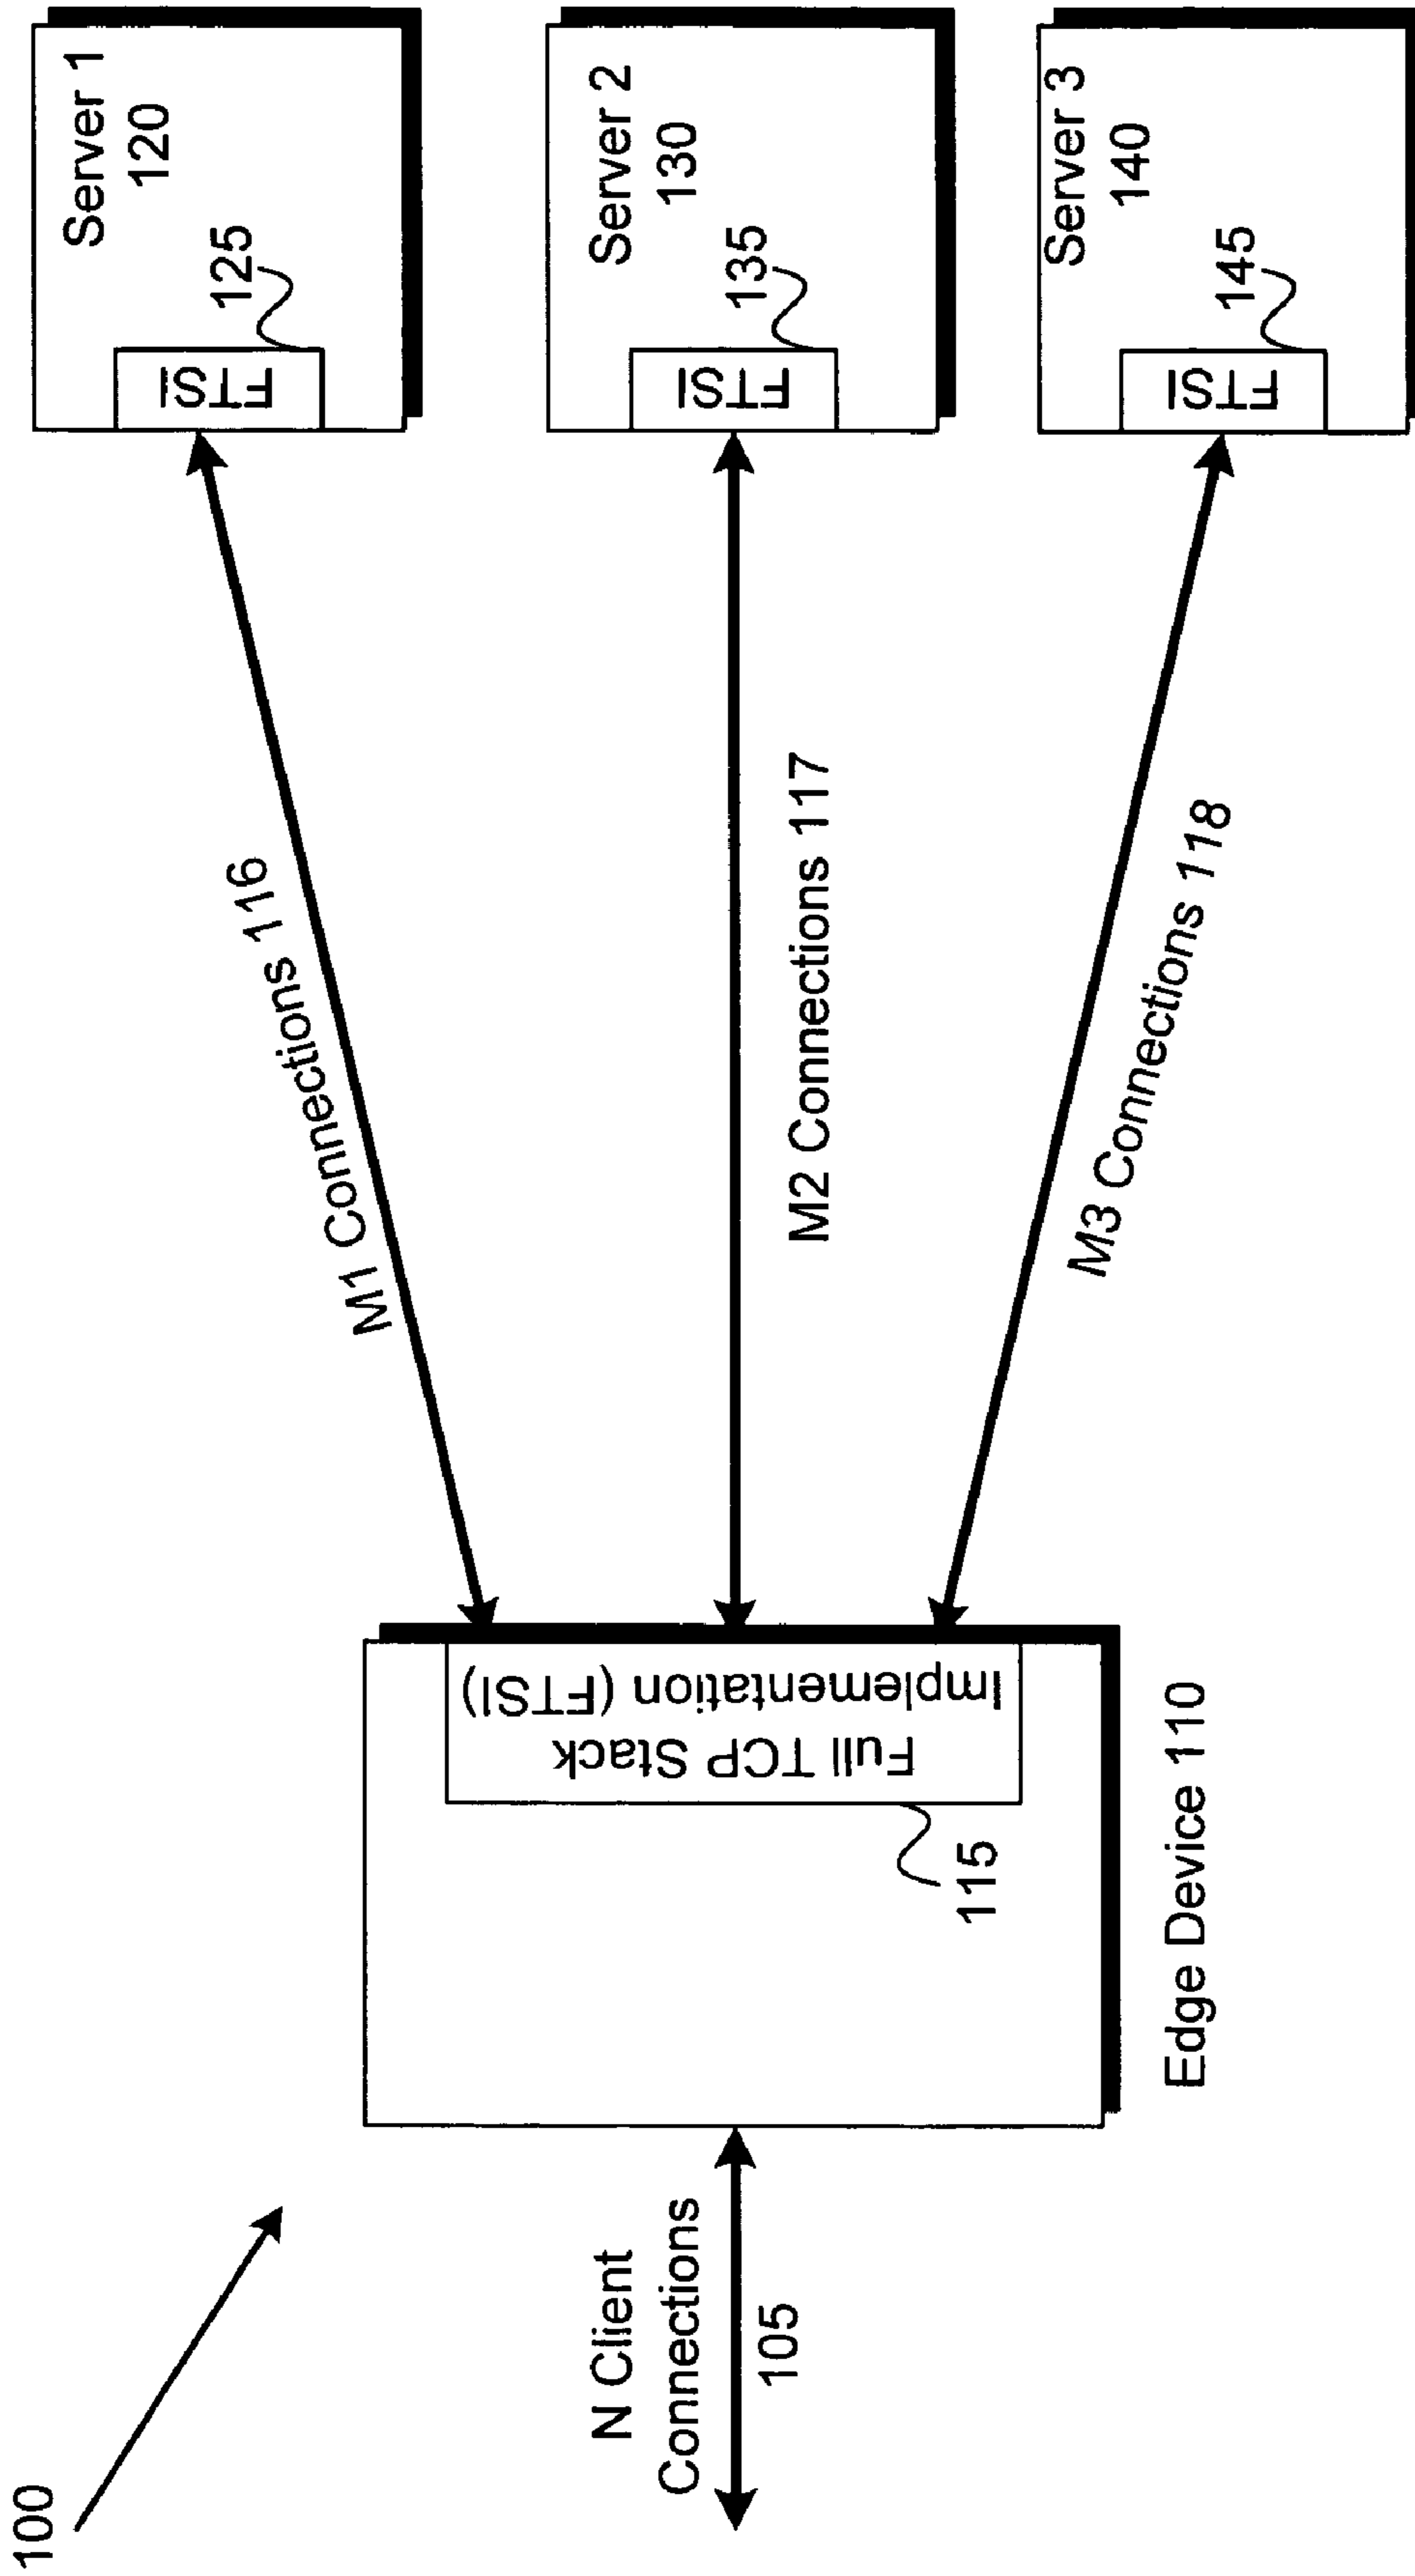 100
N Client
Connections
105
Edge Device 110
115
Full TCP Stack
Implementation (FTSI)
M1 Connections 116
M2 Connections 117
M3 Connections 118
Server 1
120
125
FTSI
Server 2
130
135
FTSI
Server 3
140
145
FTSI